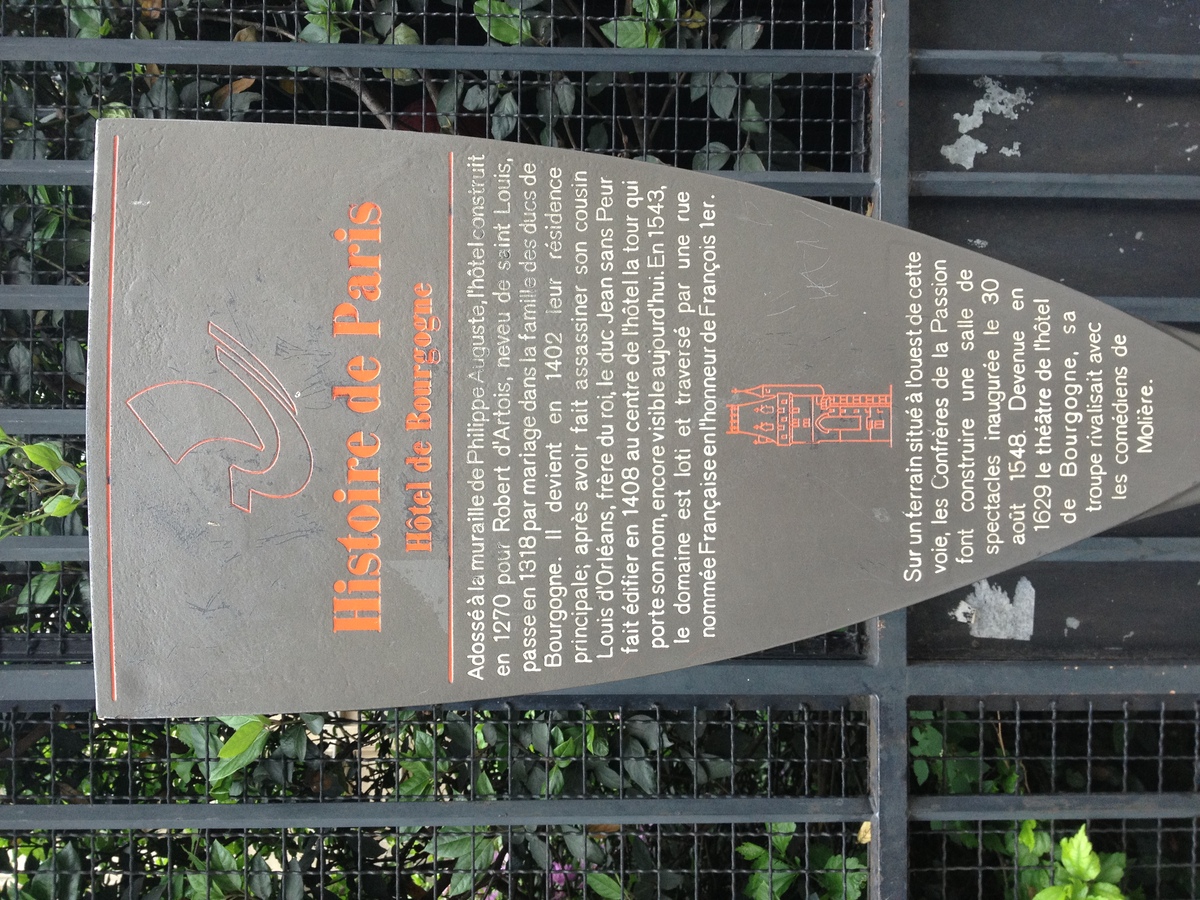 Histoire de Paris
Hôtel de Bourgogne
Adossé à la muraille de Philippe Auguste, l'hôtel construit
en 1270 pour Robert d'Artois, neveu de saint Louis,
passe en 1318 par mariage dans la famille des ducs de
Bourgogne. Il devient en 1402 leur résidence
principale; après avoir fait assassiner son cousin
Louis d'Orléans, frère du roi, le duc Jean sans Peur
fait édifier en 1408 au centre de l'hôtel la tour qui
porte son nom, encore visible aujourd'hui. En 1543,
le domaine est loti et traversé par une rue
nommée Française en l'honneur de François 1er.
Sur un terrain situé à l'ouest de cette
voie, les Confrères de la Passion
font construire une salle de
spectacles inaugurée le 30
août 1548. Devenue en
1629 le théâtre de l'hôtel
de Bourgogne, sa
troupe rivalisait avec
les comédiens de
Molière.